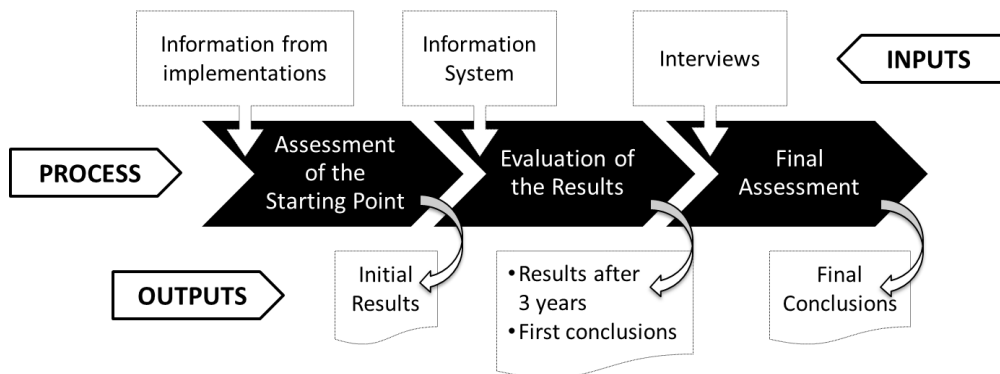 Information from
implementations
Information
System
Interviews
INPUTS
PROCESS
Assessment
of the
Starting Point
Evaluation of
the Results
Final
Assessment
OUTPUTS
Initial
Results
• Results after
3 years
• First conclusions
Final
Conclusions